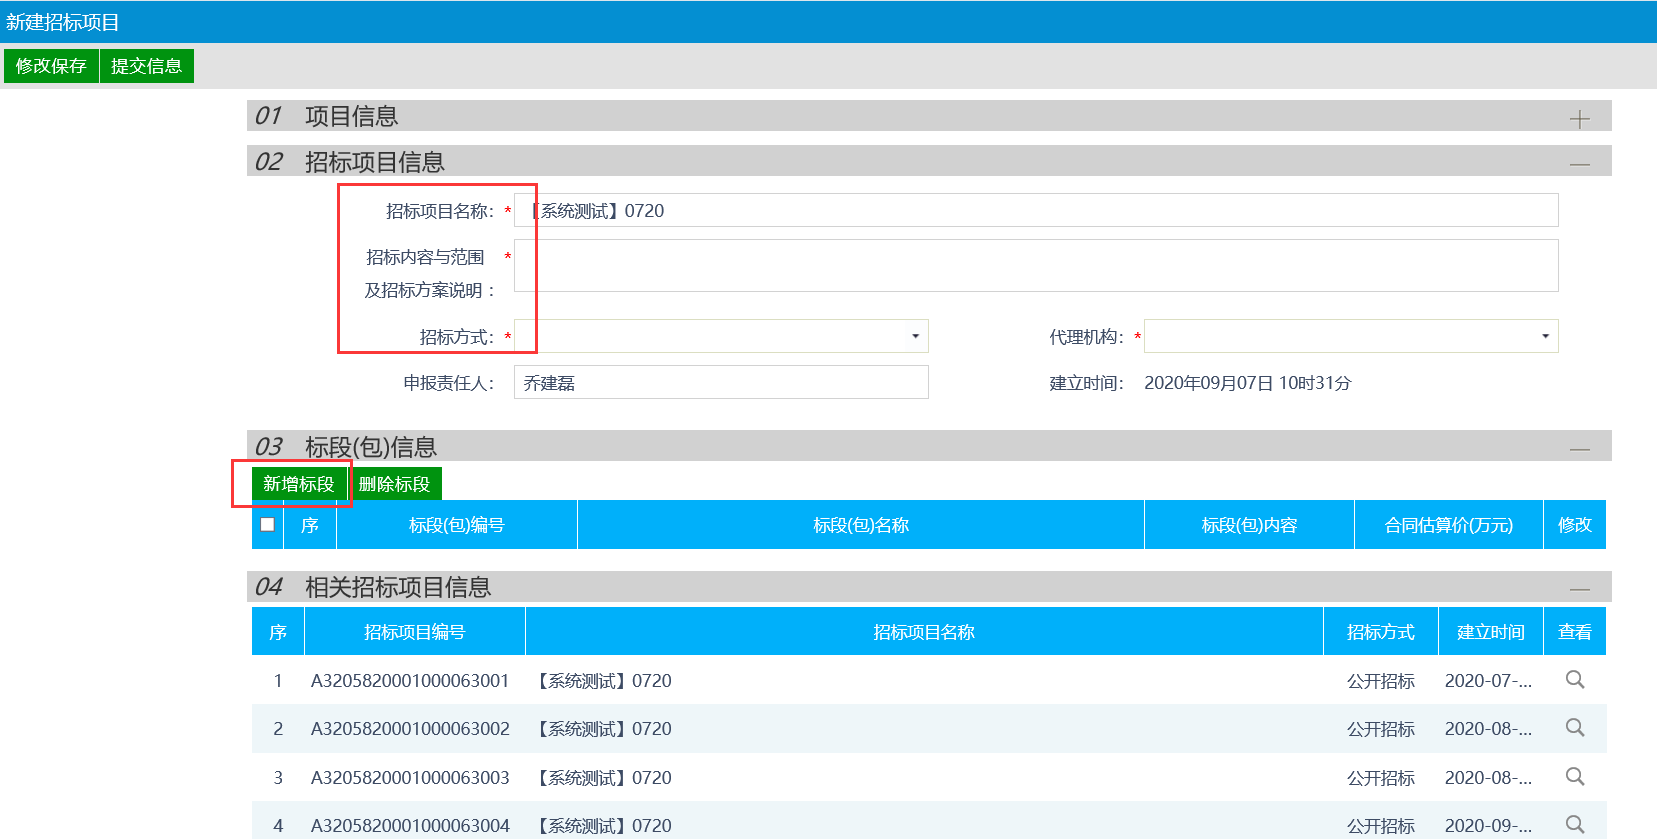 新建招标项目
修改保存 提交信息
01 项目信息
02 招标项目信息
招标项目名称：* 【系统测试】0720
招标内容与范围 *
及招标方案说明：
招标方式：* 代理机构：*
申报责任人： 乔建磊 建立时间： 2020年09月07日 10时31分
03 标段(包)信息
新增标段 删除标段
序 标段(包)编号 标段(包)名称 标段(包)内容 合同估算价(万元) 修改
04 相关招标项目信息
序 招标项目编号 招标项目名称 招标方式 建立时间 查看
1 A3205820001000063001 【系统测试】0720 公开招标 2020-07-...
2 A3205820001000063002 【系统测试】0720 公开招标 2020-08-...
3 A3205820001000063003 【系统测试】0720 公开招标 2020-08-...
4 A3205820001000063004 【系统测试】0720 公开招标 2020-09-...